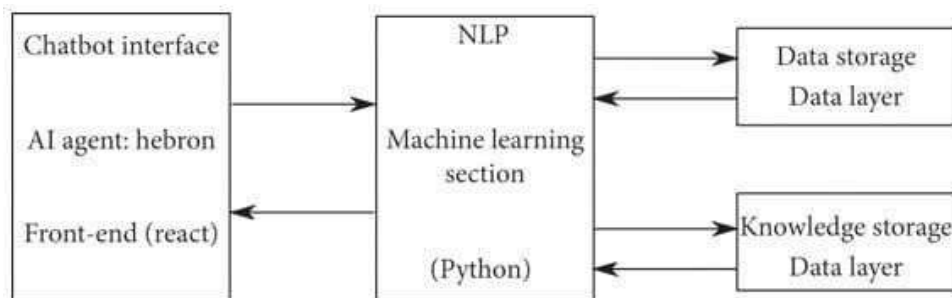 Chatbot interface
AI agent: hebron
Front-end (react)
NLP
Machine learning
section
(Python)
Data storage
Data layer
Knowledge storage
Data layer